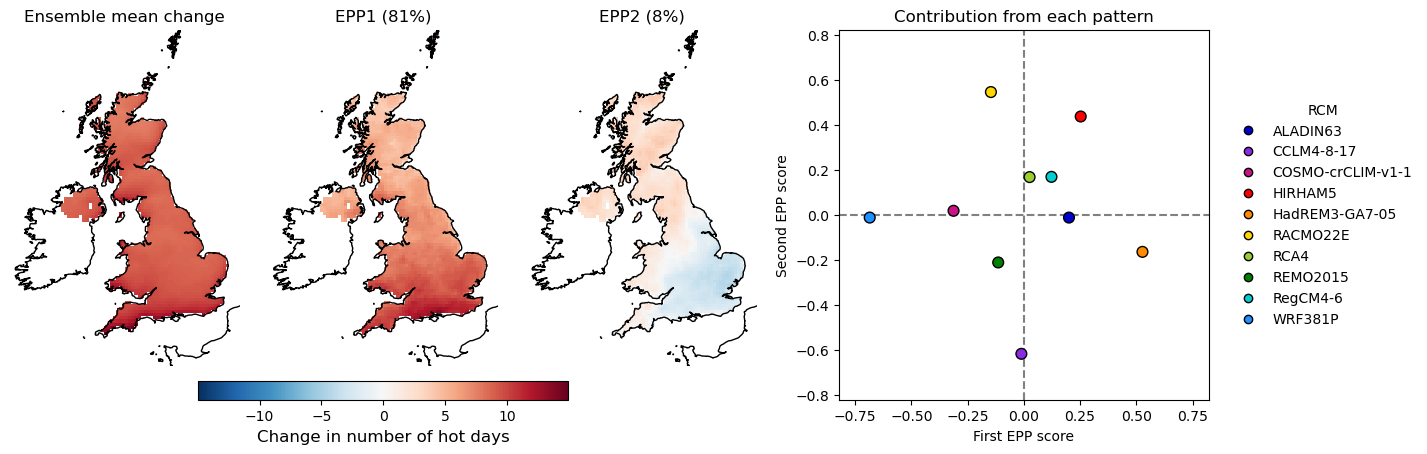 Ensemble mean change
EPP1 (81%)
EPP2 (8%)
−10
−5
0
5
10
Change in number of hot days
Contribution from each pattern
Second EPP score
0.8
0.6
0.4
0.2
0.0
−0.2
−0.4
−0.6
−0.8
−0.75
−0.50
−0.25
0.00
0.25
0.50
0.75
First EPP score
RCM
ALADIN63
CCLM4-8-17
COSMO-crCLIM-v1-1
HIRHAM5
HadREM3-GA7-05
RACMO22E
RCA4
REMO2015
RegCM4-6
WRF381P